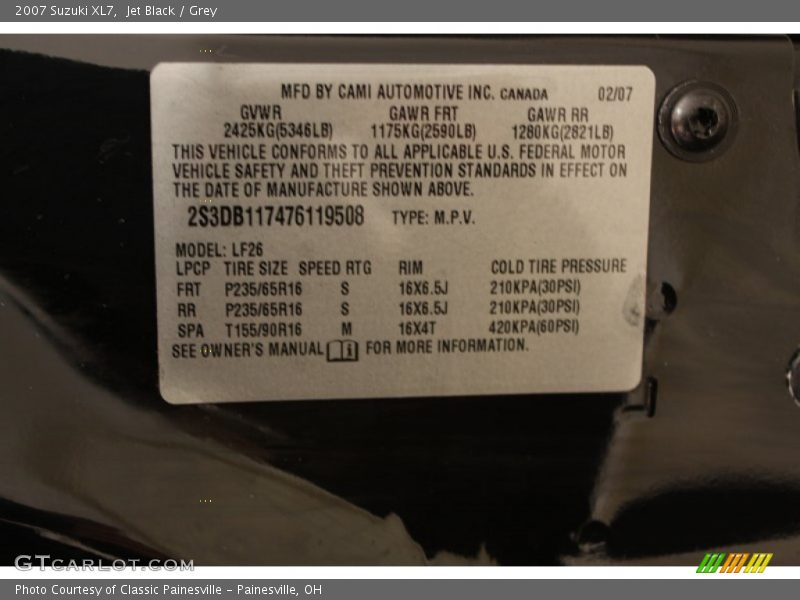 2007 Suzuki XL7,  Jet Black / Grey
MFD BY CAMI AUTOMOTIVE INC. CANADA 02/07
GVWR GAWR FRT GAWR RR
2425KG(5346LB) 1175KG(2590LB) 1280KG(2821LB)
THIS VEHICLE CONFORMS TO ALL APPLICABLE U.S. FEDERAL MOTOR
VEHICLE SAFETY AND THEFT PREVENTION STANDARDS IN EFFECT ON
THE DATE OF MANUFACTURE SHOWN ABOVE.
2S3DB117476119508 TYPE: M.P.V.
MODEL: LF26
LPCP TIRE SIZE SPEED RTG RIM COLD TIRE PRESSURE
FRT P235/65R16 S 16X6.5J 210KPA(30PSI)
RR P235/65R16 S 16X6.5J 210KPA(30PSI)
SPA T155/90R16 M 16X4T 420KPA(60PSI)
SEE OWNER'S MANUAL i FOR MORE INFORMATION.
GTCARLOT.COM
Photo Courtesy of Classic Painesville - Painesville, OH